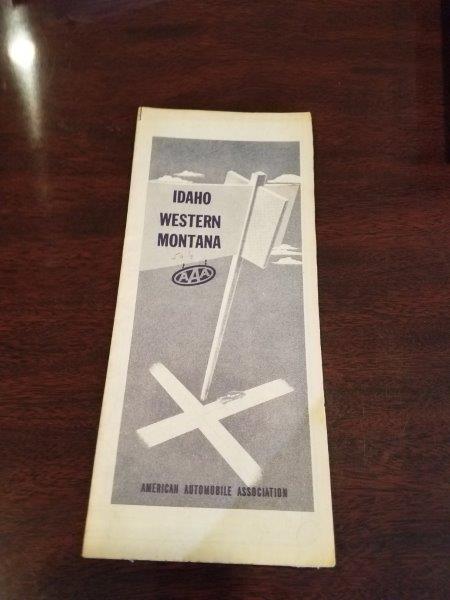 IDAHO
WESTERN
MONTANA
AAA
AMERICAN AUTOMOBILE ASSOCIATION